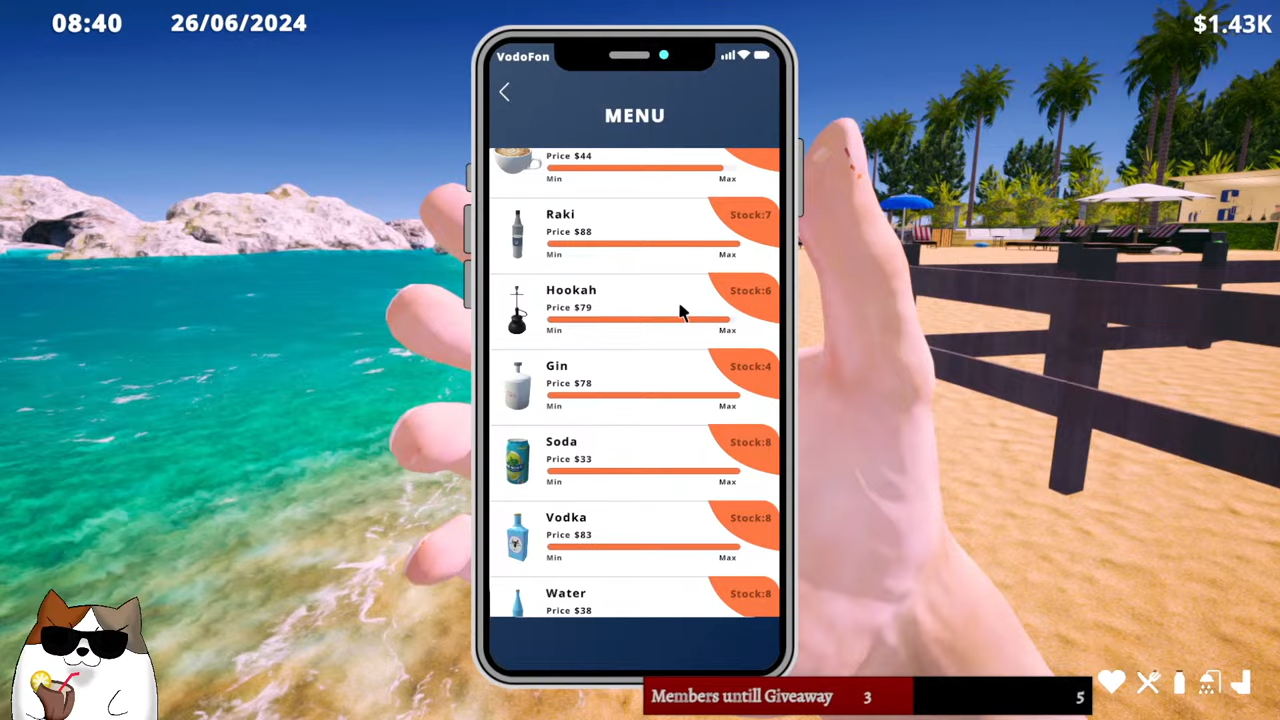 08:40 26/06/2024
$1.43K
VodoFon
MENU
Price $44
Min Max
Raki
Stock:7
Price $88
Min Max
Hookah
Stock:6
Price $79
Min Max
Gin
Stock:4
Price $78
Min Max
Soda
Stock:8
Price $33
Min Max
Vodka
Stock:8
Price $83
Min Max
Water
Stock:8
Price $38
Members untill Giveaway 3 5